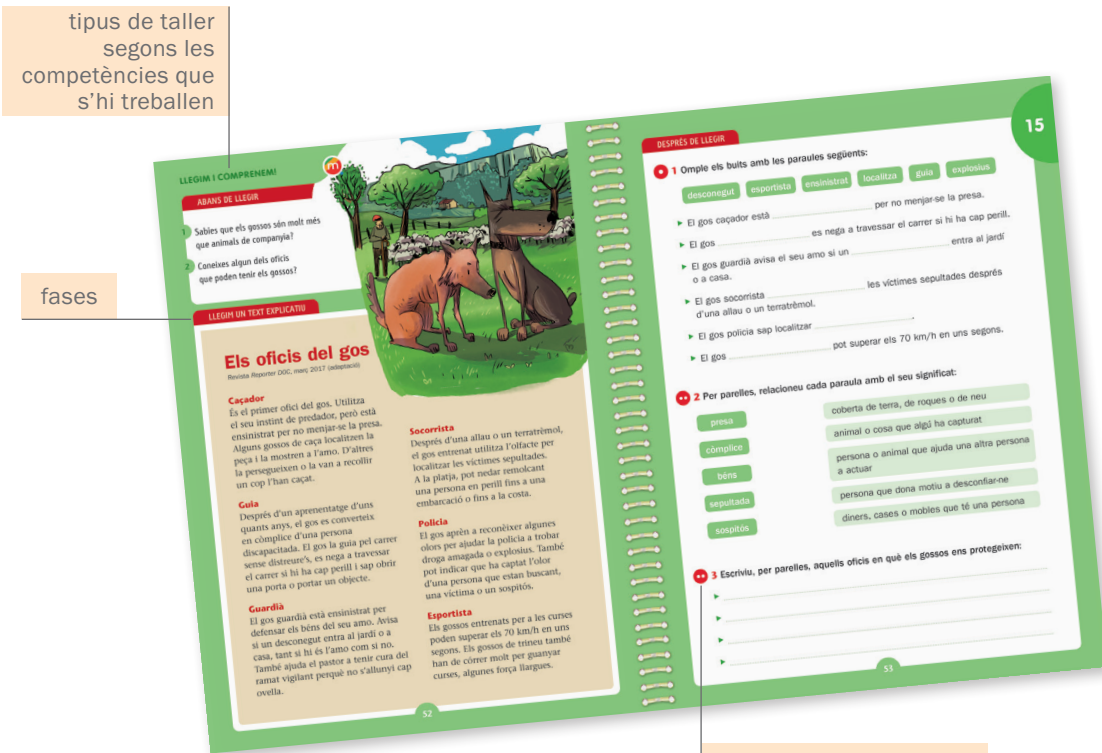 tipus de taller
segons les
competències que
s'hi treballen
fases
LLEGIM I COMPRENEM!
m
ABANS DE LLEGIR
1 Sabies que els gossos són molt més
que animals de companyia?
2 Coneixes algun dels oficis
que poden tenir els gossos?
LLEGIM UN TEXT EXPLICATIU
Els oficis del gos
Revista Reporter DOC, març 2017 (adaptació)
Caçador
És el primer ofici del gos. Utilitza
el seu instint de predador, però està
ensinistrat per no menjar-se la presa.
Alguns gossos de caça localitzen la
peça i la mostren a l'amo. D'altres
la persegueixen o la van a recollir
un cop l'han caçat.
Guia
Després d'un aprenentatge d'uns
quants anys, el gos es converteix
en còmplice d'una persona
discapacitada. El gos la guia pel carrer
sense distreure's, es nega a travessar
el carrer si hi ha cap perill i sap obrir
una porta o portar un objecte.
Guardià
El gos guardià està ensinistrat per
defensar els béns del seu amo. Avisa
si un desconegut entra al jardí o a
casa, tant si hi és l'amo com si no.
També ajuda el pastor a tenir cura del
ramat vigilant perquè no s'allunyi cap
ovella.
Socorrista
Després d'una allau o un terratrèmol,
el gos entrenat utilitza l'olfacte per
localitzar les víctimes sepultades.
A la platja, pot nedar remolcant
una persona en perill fins a una
embarcació o fins a la costa.
Policia
El gos aprèn a reconèixer algunes
olors per ajudar la policia a trobar
droga amagada o explosius. També
pot indicar que ha captat l'olor
d'una persona que estan buscant,
una víctima o un sospitós.
Esportista
Els gossos entrenats per a les curses
poden superar els 70 km/h en uns
segons. Els gossos de trineu també
han de córrer molt per guanyar
curses, algunes força llargues.
52
15
DESPRÉS DE LLEGIR
1 Omple els buits amb les paraules següents:
desconegut esportista ensinistrat localitza guia explosius
El gos caçador està per no menjar-se la presa.
El gos es nega a travessar el carrer si hi ha cap perill.
El gos guardià avisa el seu amo si un entra al jardí
o a casa.
El gos socorrista les víctimes sepultades després
d'una allau o un terratrèmol.
El gos policia sap localitzar .
El gos pot superar els 70 km/h en uns segons.
2 Per parelles, relacioneu cada paraula amb el seu significat:
presa
còmplice
béns
sepultada
sospitós
coberta de terra, de roques o de neu
animal o cosa que algú ha capturat
persona o animal que ajuda una altra persona
a actuar
persona que dona motiu a desconfiar-ne
diners, cases o mobles que té una persona
3 Escriviu, per parelles, aquells oficis en què els gossos ens protegeixen:
53